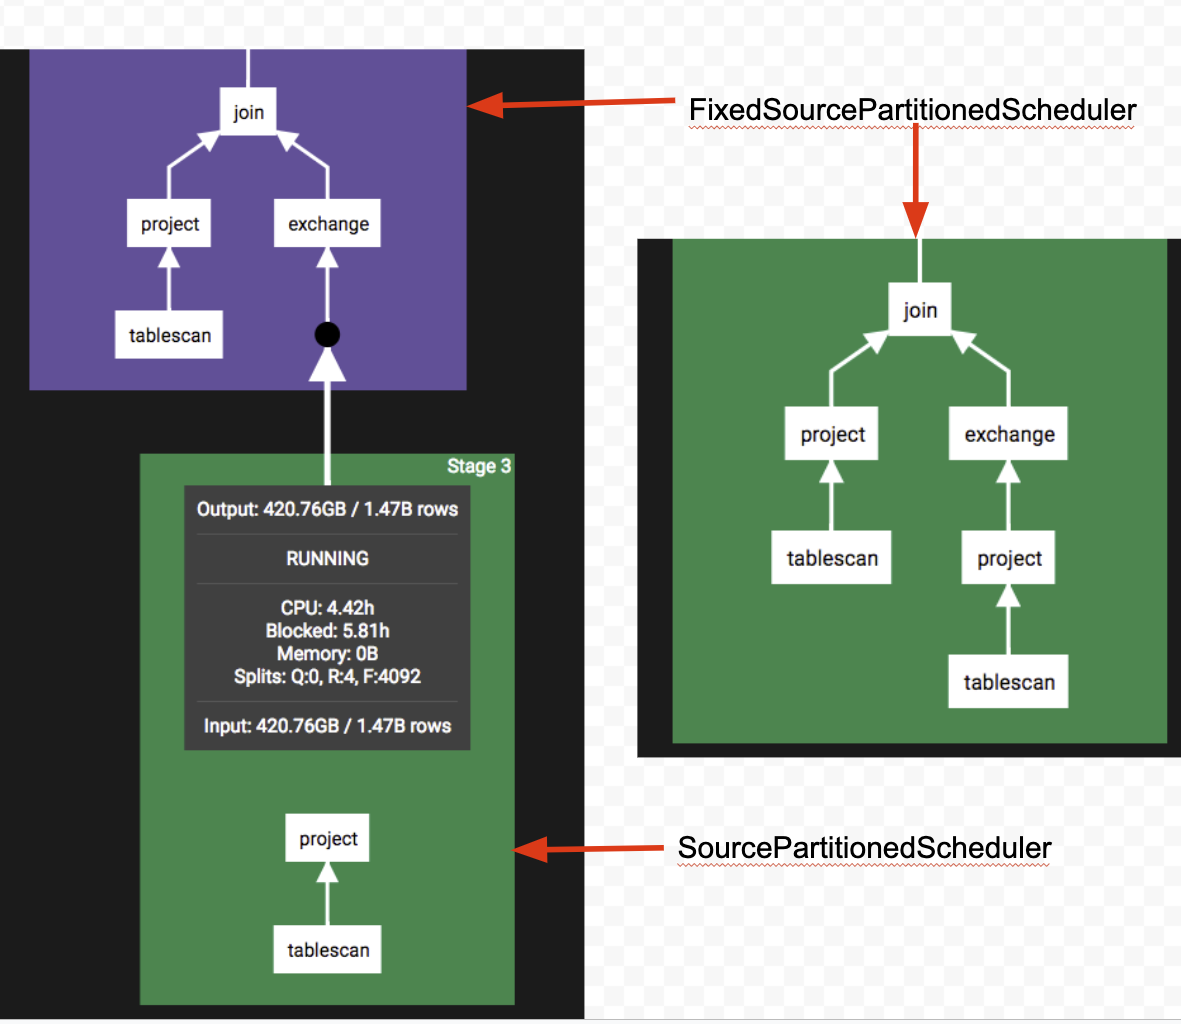 join
project
exchange
tablescan
Stage 3
Output: 420.76GB / 1.47B rows
RUNNING
CPU: 4.42h
Blocked: 5.81h
Memory: 0B
Splits: Q:0, R:4, F:4092
Input: 420.76GB / 1.47B rows
project
tablescan
FixedSourcePartitionedScheduler
join
project
exchange
tablescan
project
tablescan
SourcePartitionedScheduler